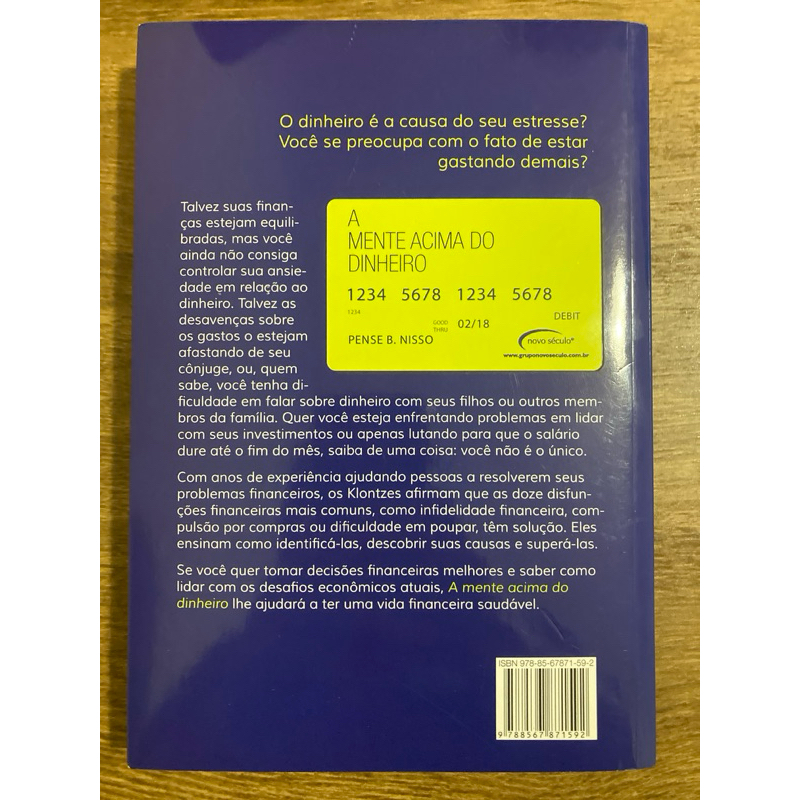 O dinheiro é a causa do seu estresse?
Você se preocupa com o fato de estar
gastando demais?
Talvez suas finan-
ças estejam equili-
bradas, mas você
ainda não consiga
controlar sua ansie-
dade em relação ao
dinheiro. Talvez as
desavenças sobre
os gastos o estejam
afastando de seu
cônjuge, ou, quem
sabe, você tenha di-
ficuldade em falar sobre dinheiro com seus filhos ou outros mem-
bros da família. Quer você esteja enfrentando problemas em lidar
com seus investimentos ou apenas lutando para que o salário
dure até o fim do mês, saiba de uma coisa: você não é o único.
A
MENTE ACIMA DO
DINHEIRO
1234 5678 1234 5678
1234
GOOD
THRU
02/18
DEBIT
PENSE B. NISSO
novo século®
www.gruponovoseculo.com.br
Com anos de experiência ajudando pessoas a resolverem seus
problemas financeiros, os Klontzes afirmam que as doze disfun-
ções financeiras mais comuns, como infidelidade financeira, com-
pulsão por compras ou dificuldade em poupar, têm solução. Eles
ensinam como identificá-las, descobrir suas causas e superá-las.
Se você quer tomar decisões financeiras melhores e saber como
lidar com os desafios econômicos atuais, A mente acima do
dinheiro lhe ajudará a ter uma vida financeira saudável.
ISBN 978-85-67871-59-2
9 788567 871592